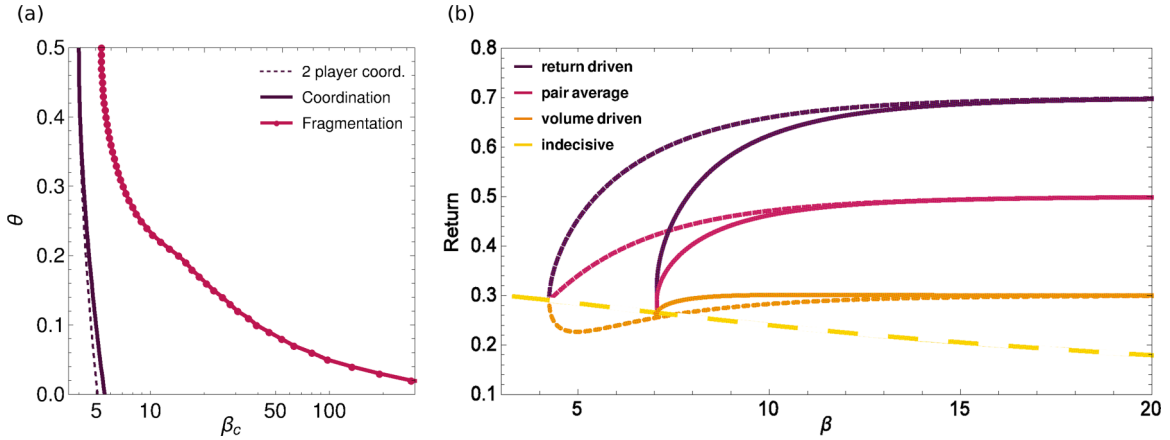 (a)
0.5
0.4
0.3
0.2
0.1
0.0
θ
2 player coord.
Coordination
Fragmentation
5 10 50 100
β_c
(b)
0.8
0.7
0.6
0.5
0.4
0.3
0.2
0.1
Return
return driven
pair average
volume driven
indecisive
5 10 15 20
β